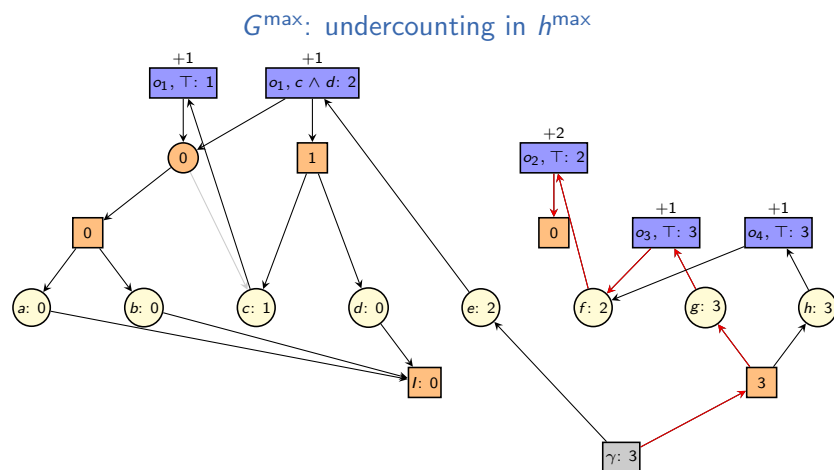 G^max: undercounting in h^max
+1 +1
o₁, ⊤: 1 o₁, c ∧ d: 2
+2
0 1 o₂, ⊤: 2
+1 +1
0 0 o₃, ⊤: 3 o₄, ⊤: 3
a: 0 b: 0 c: 1 d: 0 e: 2 f: 2 g: 3 h: 3
I: 0 3
γ: 3